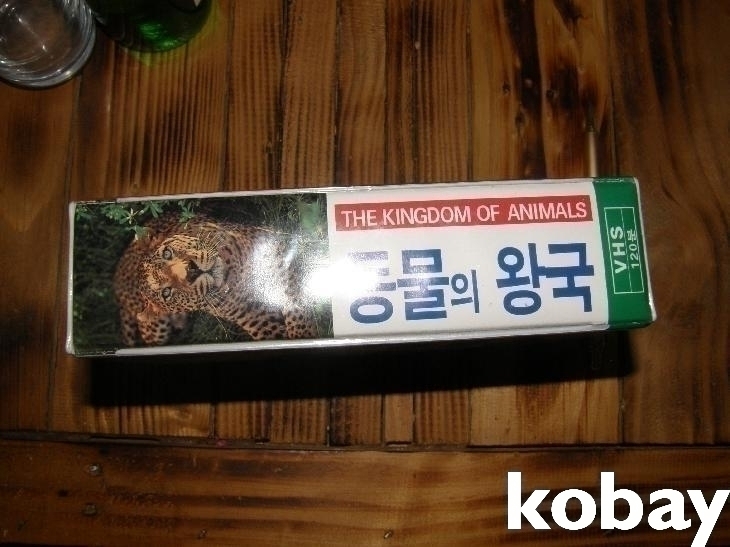 THE KINGDOM OF ANIMALS
동물의 왕국
VHS
120분
kobay